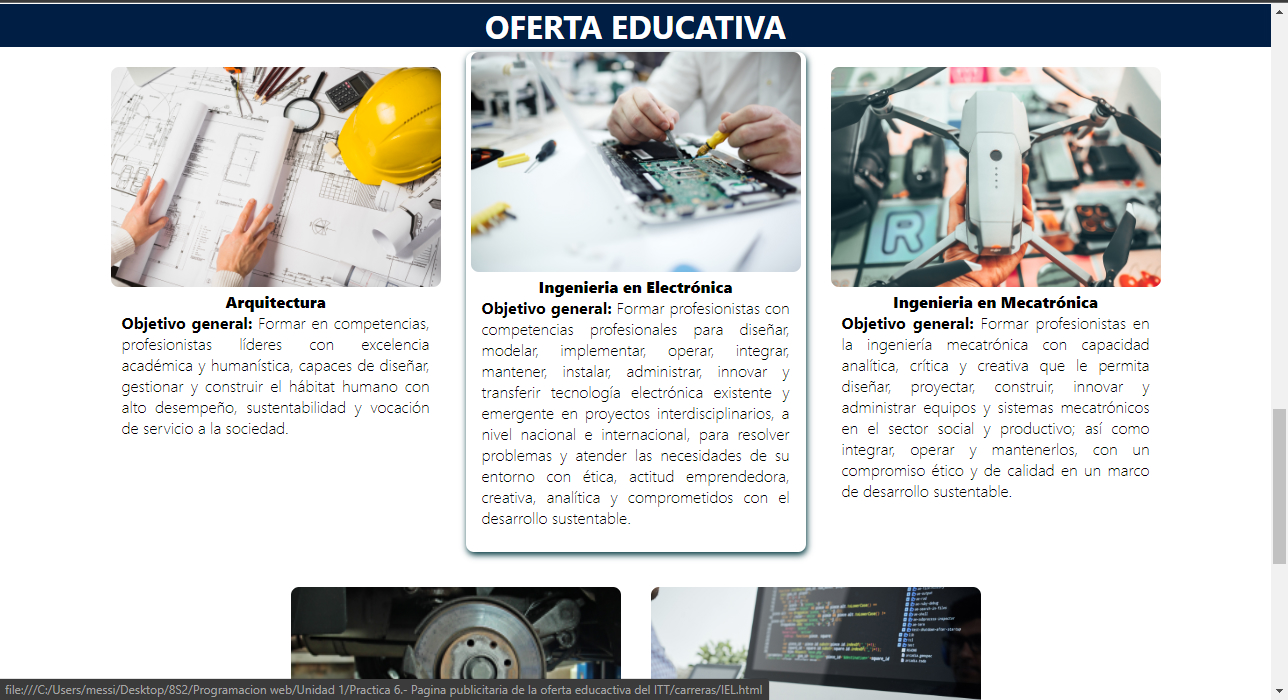 OFERTA EDUCATIVA
Arquitectura
Objetivo general: Formar en competencias,
profesionistas líderes con excelencia
académica y humanística, capaces de diseñar,
gestionar y construir el hábitat humano con
alto desempeño, sustentabilidad y vocación
de servicio a la sociedad.
Ingenieria en Electrónica
Objetivo general: Formar profesionistas con
competencias profesionales para diseñar,
modelar, implementar, operar, integrar,
mantener, instalar, administrar, innovar y
transferir tecnología electrónica existente y
emergente en proyectos interdisciplinarios, a
nivel nacional e internacional, para resolver
problemas y atender las necesidades de su
entorno con ética, actitud emprendedora,
creativa, analítica y comprometidos con el
desarrollo sustentable.
R
Ingenieria en Mecatrónica
Objetivo general: Formar profesionistas en
la ingeniería mecatrónica con capacidad
analítica, crítica y creativa que le permita
diseñar, proyectar, construir, innovar y
administrar equipos y sistemas mecatrónicos
en el sector social y productivo; así como
integrar, operar y mantenerlos, con un
compromiso ético y de calidad en un marco
de desarrollo sustentable.
file:///C:/Users/messi/Desktop/8S2/Programacion web/Unidad 1/Practica 6.- Pagina publicitaria de la oferta educactiva del ITT/carreras/IEL.html